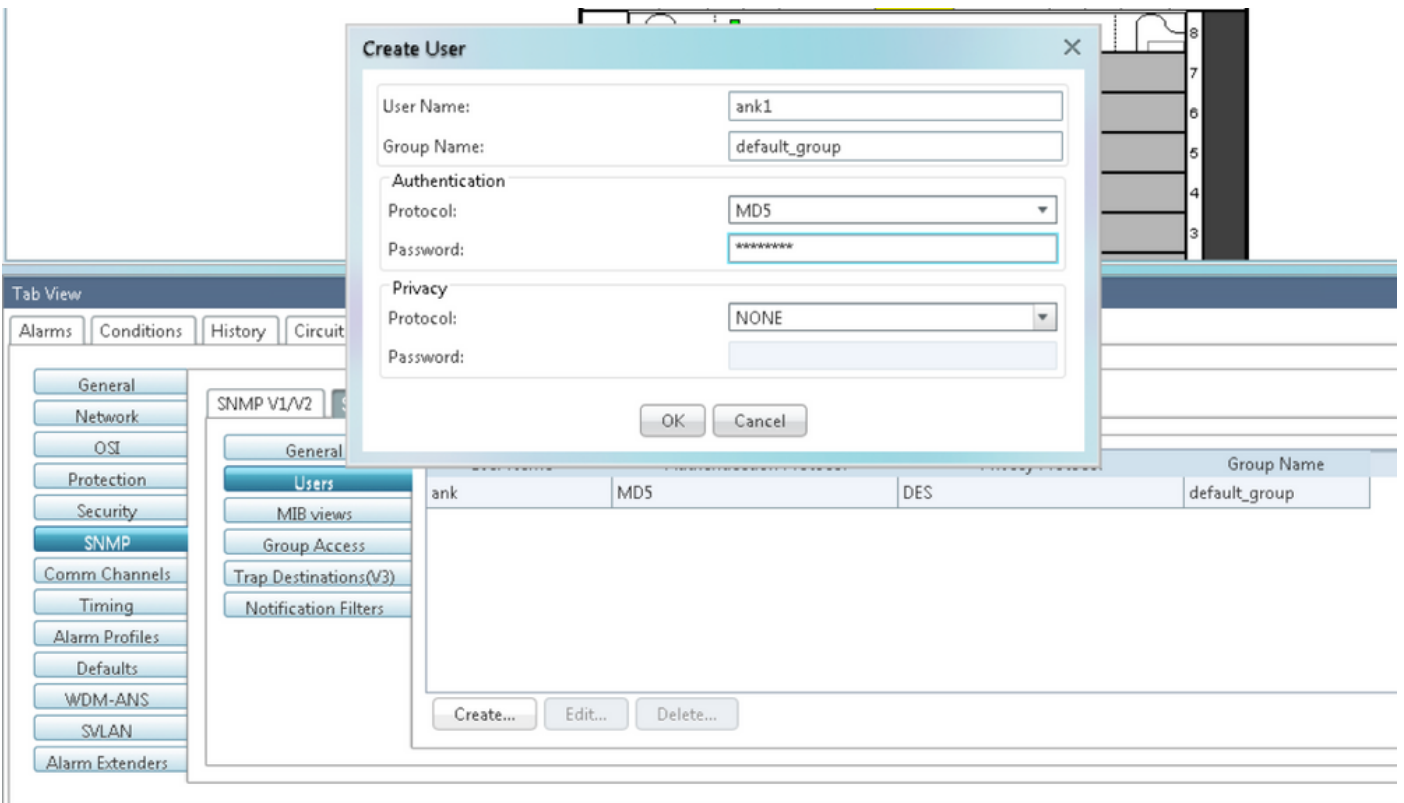 8
Create User
7
User Name: ank1
6
Group Name: default_group
5
Authentication
4
Protocol: MD5
3
Password: ********
Privacy
Tab View
Protocol: NONE
Alarms Conditions History Circuit
Password:
General
SNMP V1/V2
Network
OK Cancel
OSI
General
Group Name
Protection
Users
ank MD5 DES default_group
Security
MIB views
SNMP
Group Access
Comm Channels
Trap Destinations(V3)
Timing
Notification Filters
Alarm Profiles
Defaults
WDM-ANS
Create... Edit... Delete...
SVLAN
Alarm Extenders